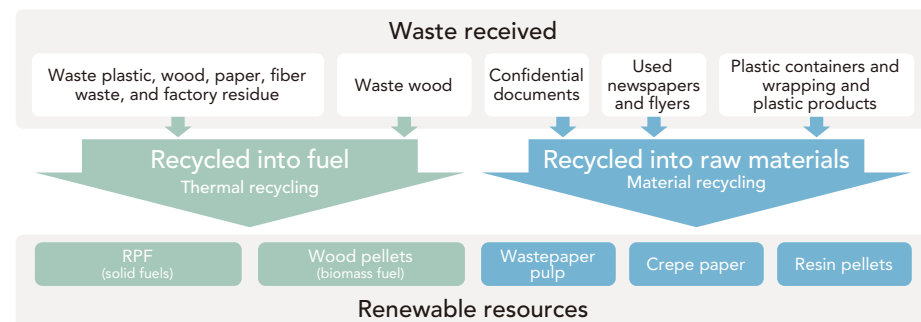 Waste received
Waste plastic, wood, paper, fiber
waste, and factory residue
Waste wood
Confidential
documents
Used
newspapers
and flyers
Plastic containers and
wrapping and
plastic products
Recycled into fuel
Thermal recycling
Recycled into raw materials
Material recycling
RPF
(solid fuels)
Wood pellets
(biomass fuel)
Wastepaper
pulp
Crepe paper
Resin pellets
Renewable resources